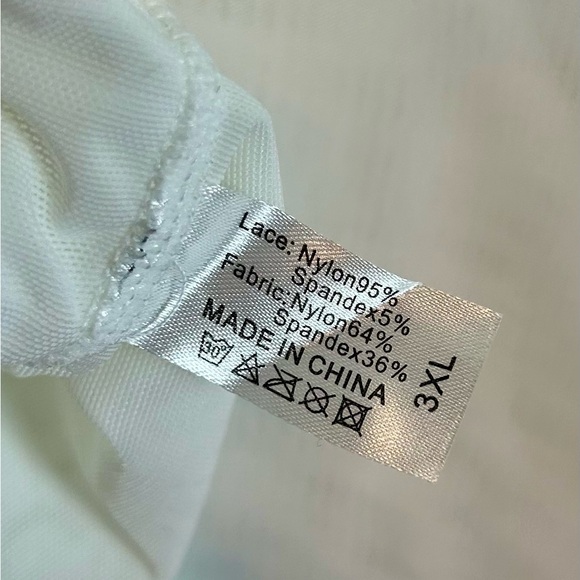 Lace: Nylon95%
Spandex5%
Fabric: Nylon64%
Spandex36%
MADE IN CHINA
30°
3XL